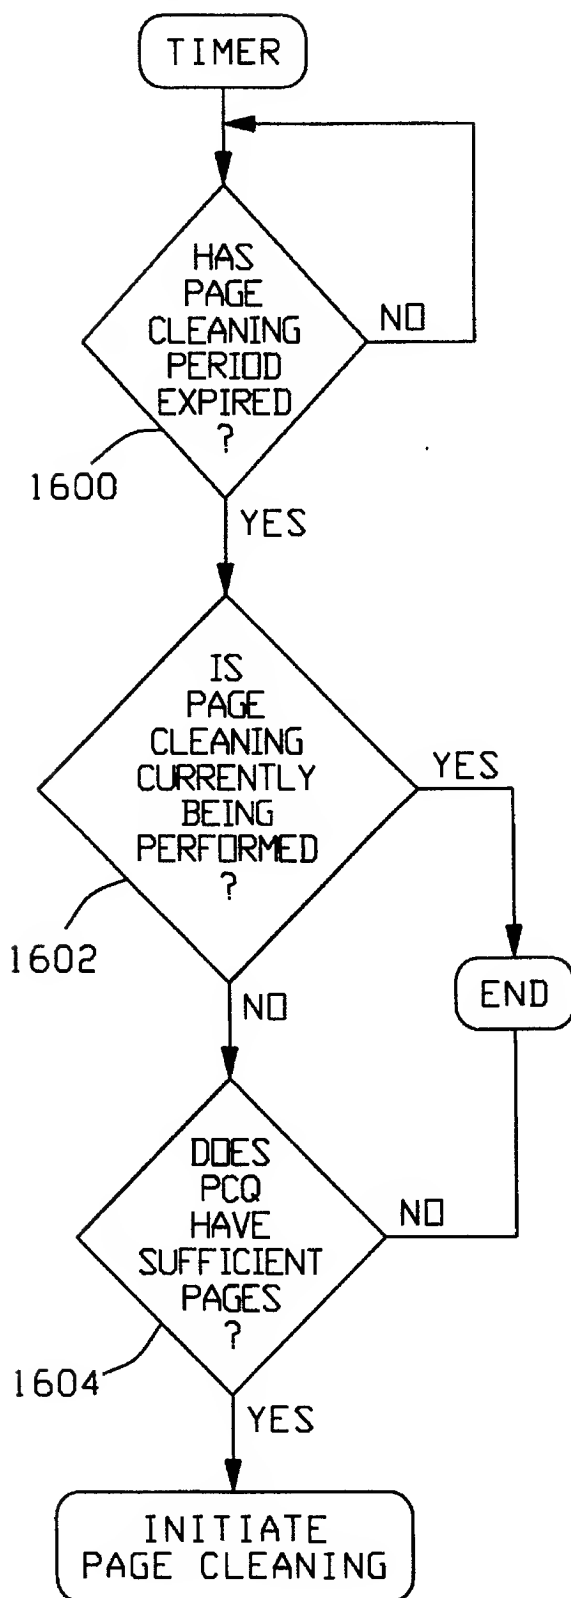 TIMER
HAS
PAGE
CLEANING
PERIOD
EXPIRED
?
NO
1600
YES
IS
PAGE
CLEANING
CURRENTLY
BEING
PERFORMED
?
YES
1602
END
NO
DOES
PCQ
HAVE
SUFFICIENT
PAGES
?
NO
1604
YES
INITIATE
PAGE CLEANING